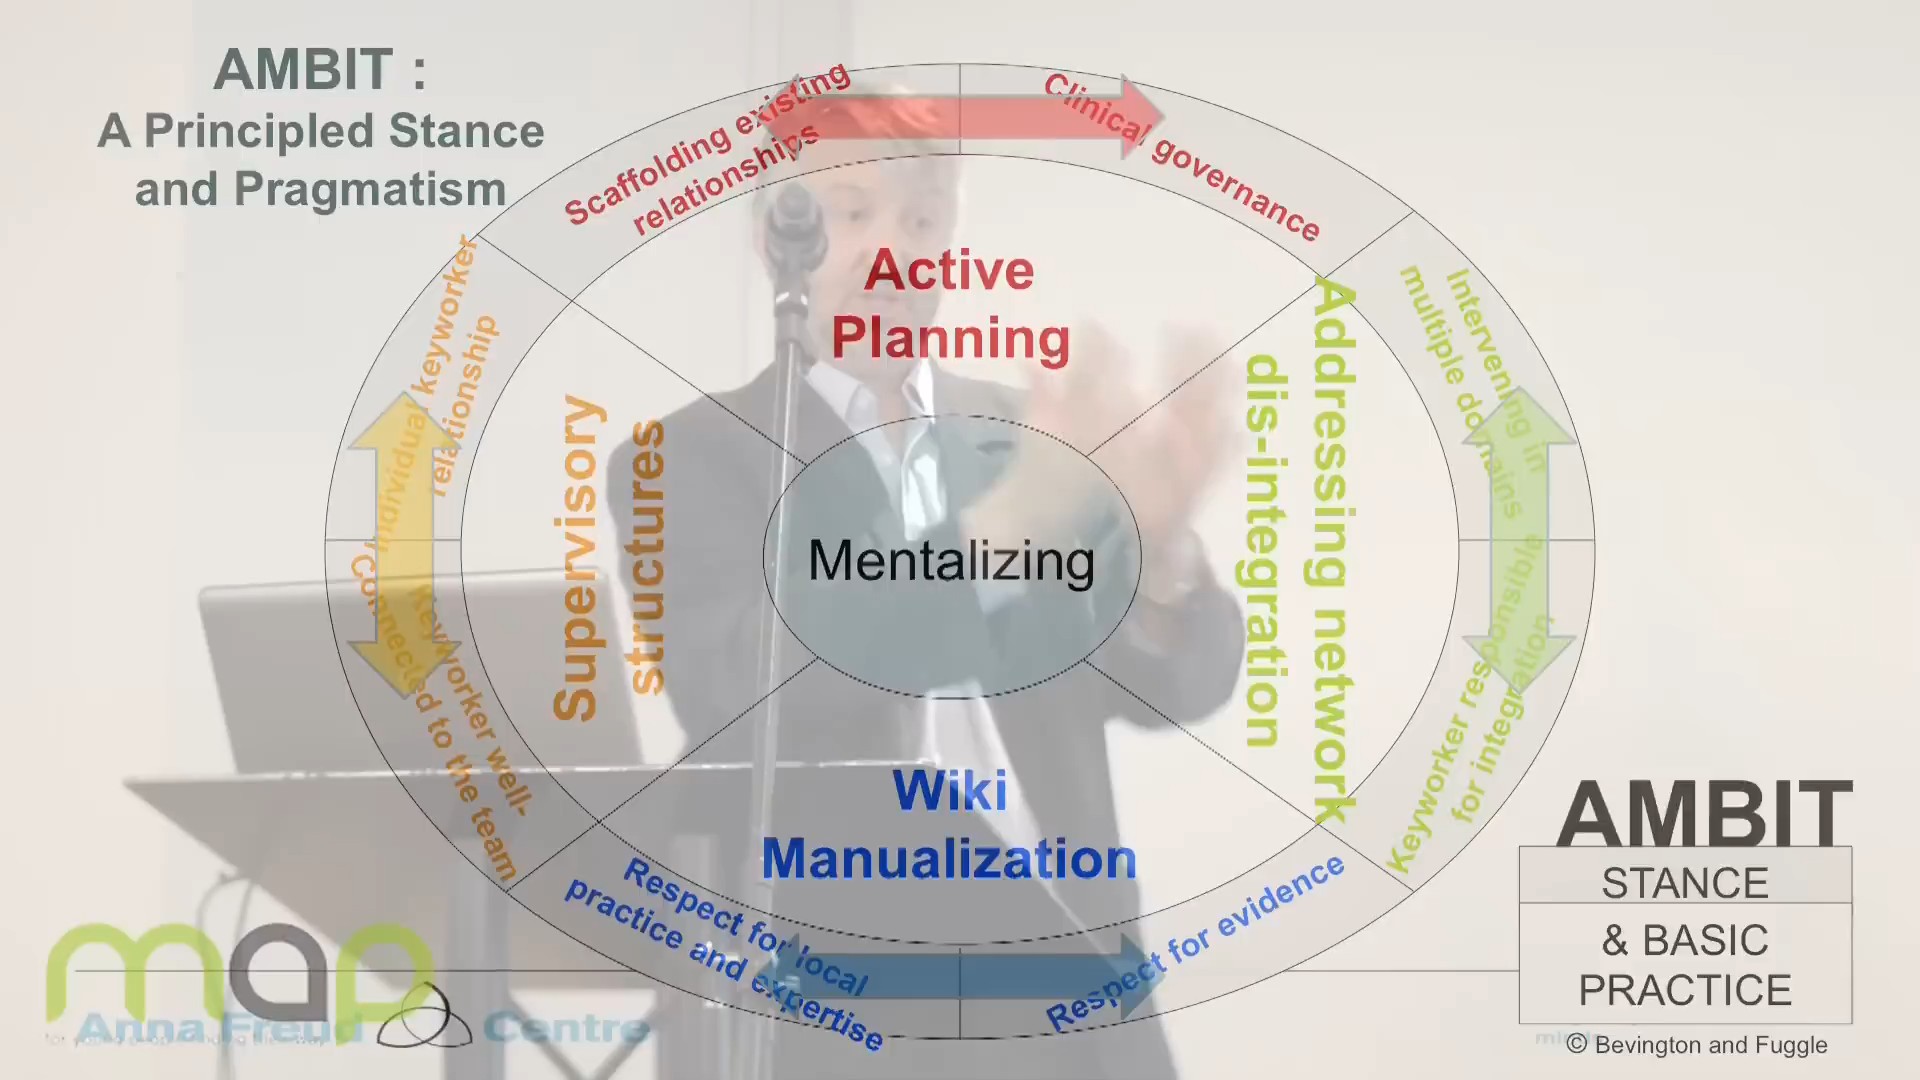 AMBIT :
A Principled Stance
and Pragmatism
Scaffolding existing
relationships
Clinical governance
Individual keyworker
relationship
Keyworker well-
Connected to the team
Intervening in
multiple domains
Keyworker responsible
for integration
Active
Planning
Supervisory
structures
Addressing network
dis-integration
Mentalizing
Wiki
Manualization
Respect for local
practice and expertise
Respect for evidence
AMBIT
STANCE
& BASIC
PRACTICE
© Bevington and Fuggle
map
Anna Freud Centre